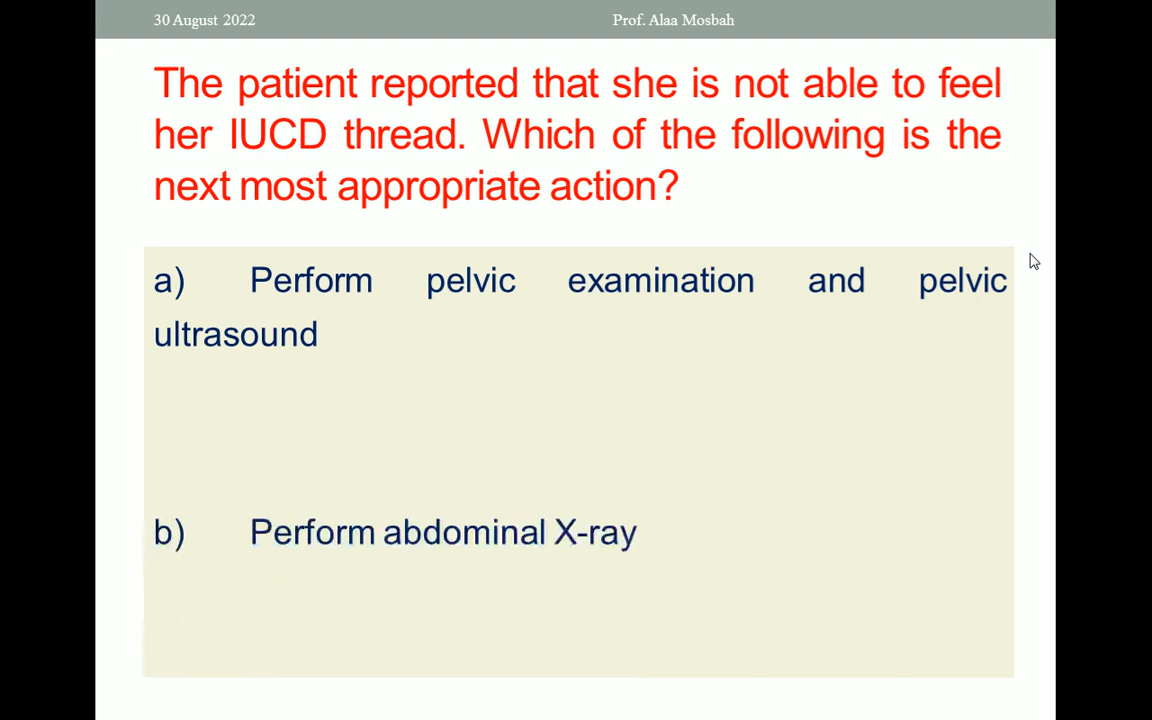 30 August 2022 Prof. Alaa Mosbah
The patient reported that she is not able to feel
her IUCD thread. Which of the following is the
next most appropriate action?
a) Perform pelvic examination and pelvic
ultrasound
b) Perform abdominal X-ray